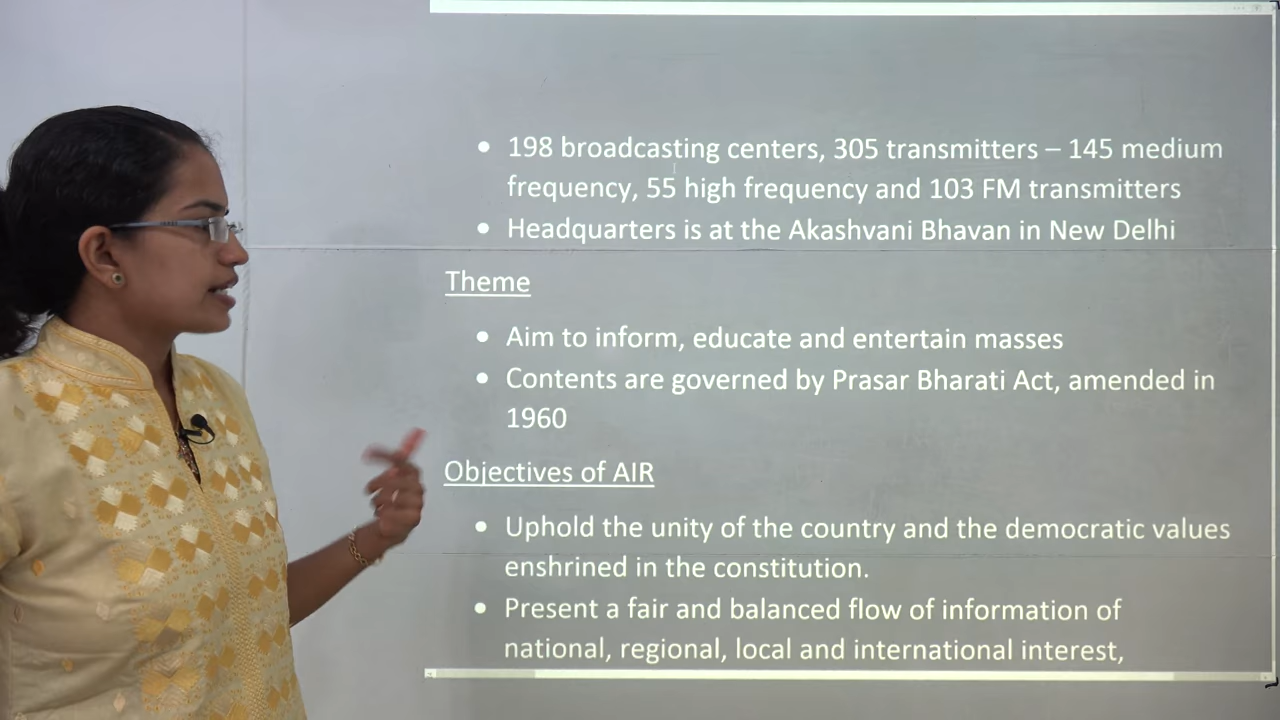 • 198 broadcasting centers, 305 transmitters – 145 medium
frequency, 55 high frequency and 103 FM transmitters
• Headquarters is at the Akashvani Bhavan in New Delhi
Theme
• Aim to inform, educate and entertain masses
• Contents are governed by Prasar Bharati Act, amended in
1960
Objectives of AIR
• Uphold the unity of the country and the democratic values
enshrined in the constitution.
• Present a fair and balanced flow of information of
national, regional, local and international interest,